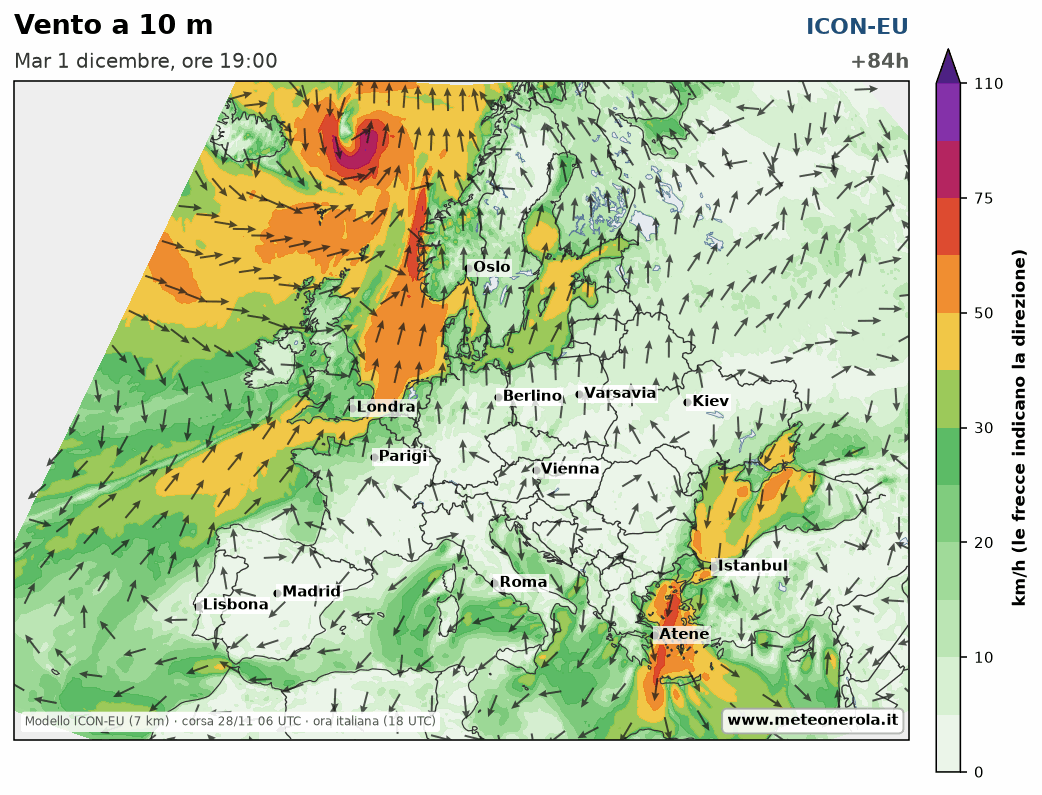 Vento a 10 m
ICON-EU
Mar 1 dicembre, ore 19:00
+84h
Oslo
Londra
Berlino
Varsavia
Kiev
Parigi
Vienna
Istanbul
Roma
Madrid
Lisbona
Atene
Modello ICON-EU (7 km) · corsa 28/11 06 UTC · ora italiana (18 UTC)
www.meteonerola.it
110
75
50
30
20
10
0
km/h (le frecce indicano la direzione)